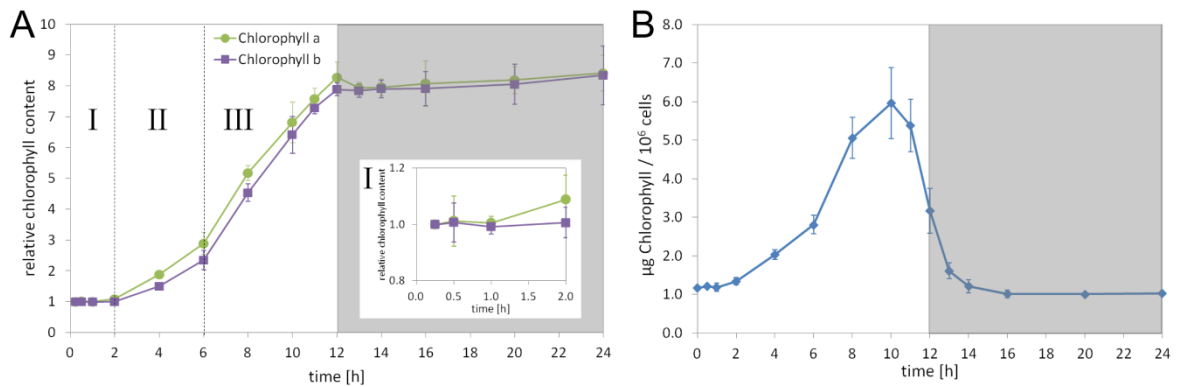 A
relative chlorophyll content
10
9
8
7
6
5
4
3
2
1
0
Chlorophyll a
Chlorophyll b
I
II
III
I
relative chlorophyll content
1.2
1.0
0.8
0.0 0.5 1.0 2.0
time [h]
0 2 4 6 8 10 12 14 16 18 20 22 24
time [h]
B
µg Chlorophyll / 10⁶ cells
8.0
7.0
6.0
5.0
4.0
3.0
2.0
1.0
0.0
0 2 4 6 8 10 12 14 16 18 20 22 24
time [h]